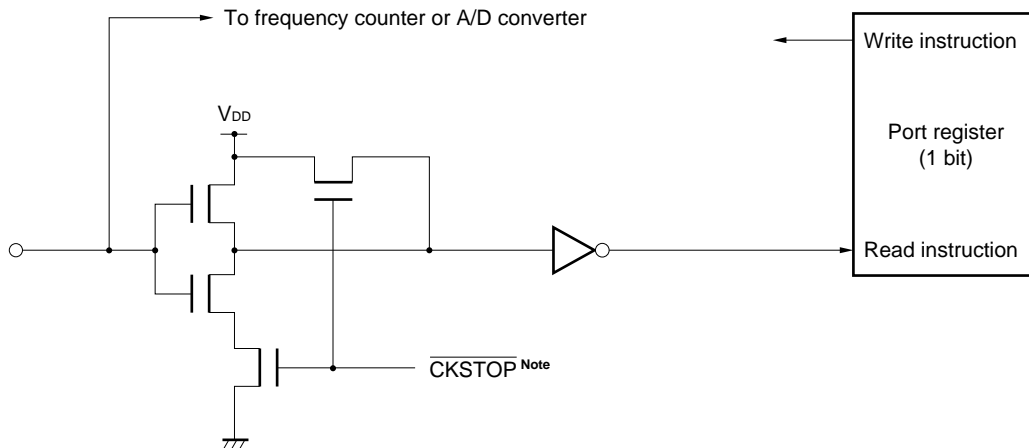 To frequency counter or A/D converter
Write instruction
VDD
Port register
(1 bit)
Read instruction
CKSTOP Note